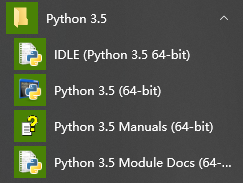 Python 3.5
IDLE (Python 3.5 64-bit)
Python 3.5 (64-bit)
Python 3.5 Manuals (64-bit)
Python 3.5 Module Docs (64-...